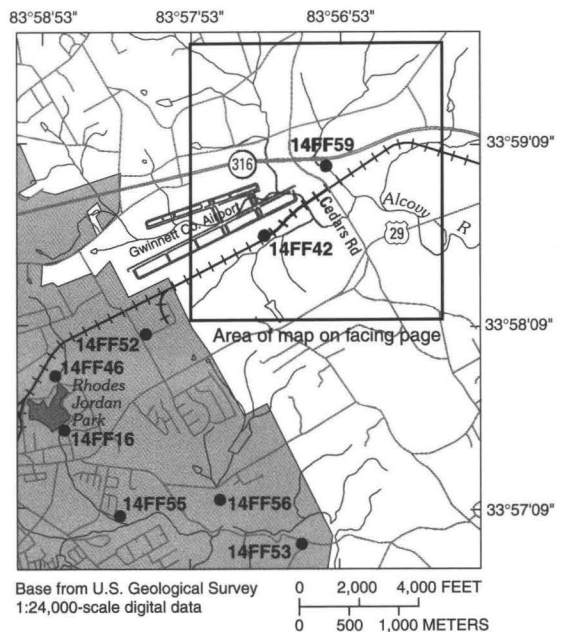 83°58'53" 83°57'53" 83°56'53"
14FF59
33°59'09"
316
Gwinnett Co. Airport
Cedars Rd
Alcovy R
29
14FF42
33°58'09"
Area of map on facing page
14FF52
14FF46
Rhodes
Jordan
Park
14FF16
14FF55
14FF56
33°57'09"
14FF53
Base from U.S. Geological Survey
1:24,000-scale digital data
0 2,000 4,000 FEET
0 500 1,000 METERS